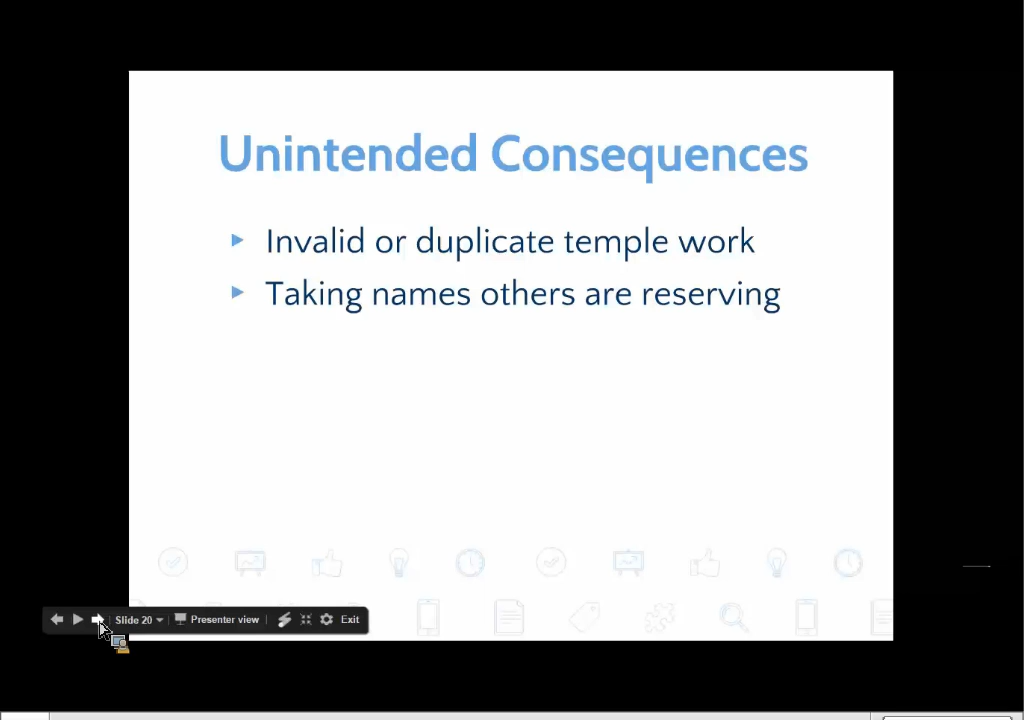 Unintended Consequences
Invalid or duplicate temple work
Taking names others are reserving
Slide 20 Presenter view Exit